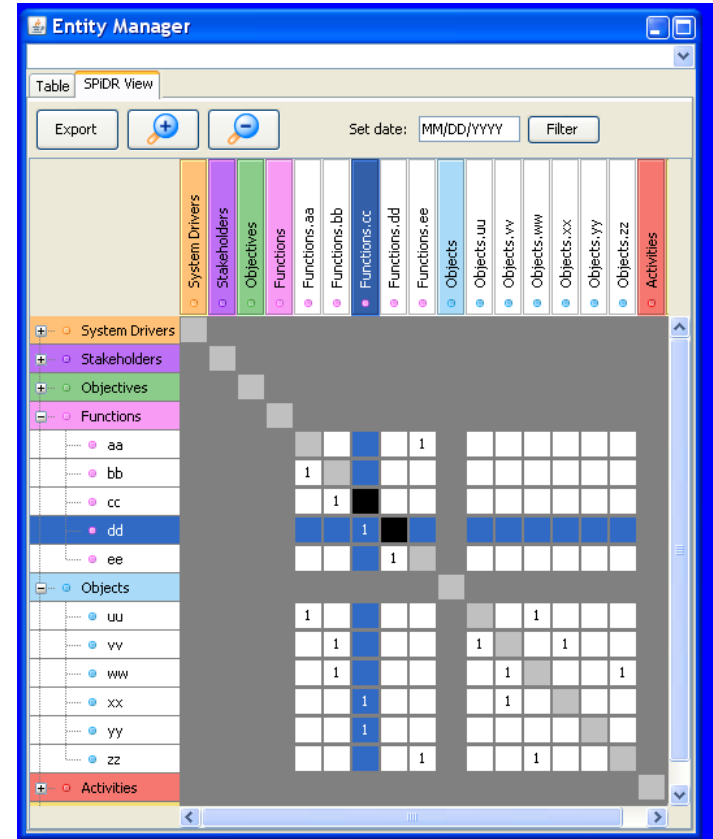 Entity Manager
Table SPiDR View
Export Set date: MM/DD/YYYY Filter
System Drivers
Stakeholders
Objectives
Functions
Functions.aa
Functions.bb
Functions.cc
Functions.dd
Functions.ee
Objects
Objects.uu
Objects.vv
Objects.ww
Objects.xx
Objects.yy
Objects.zz
Activities
System Drivers
Stakeholders
Objectives
Functions
aa 1
bb 1
cc 1
dd 1
ee 1
Objects
uu 1 1
vv 1 1 1
ww 1 1 1
xx 1 1
yy 1
zz 1 1
Activities